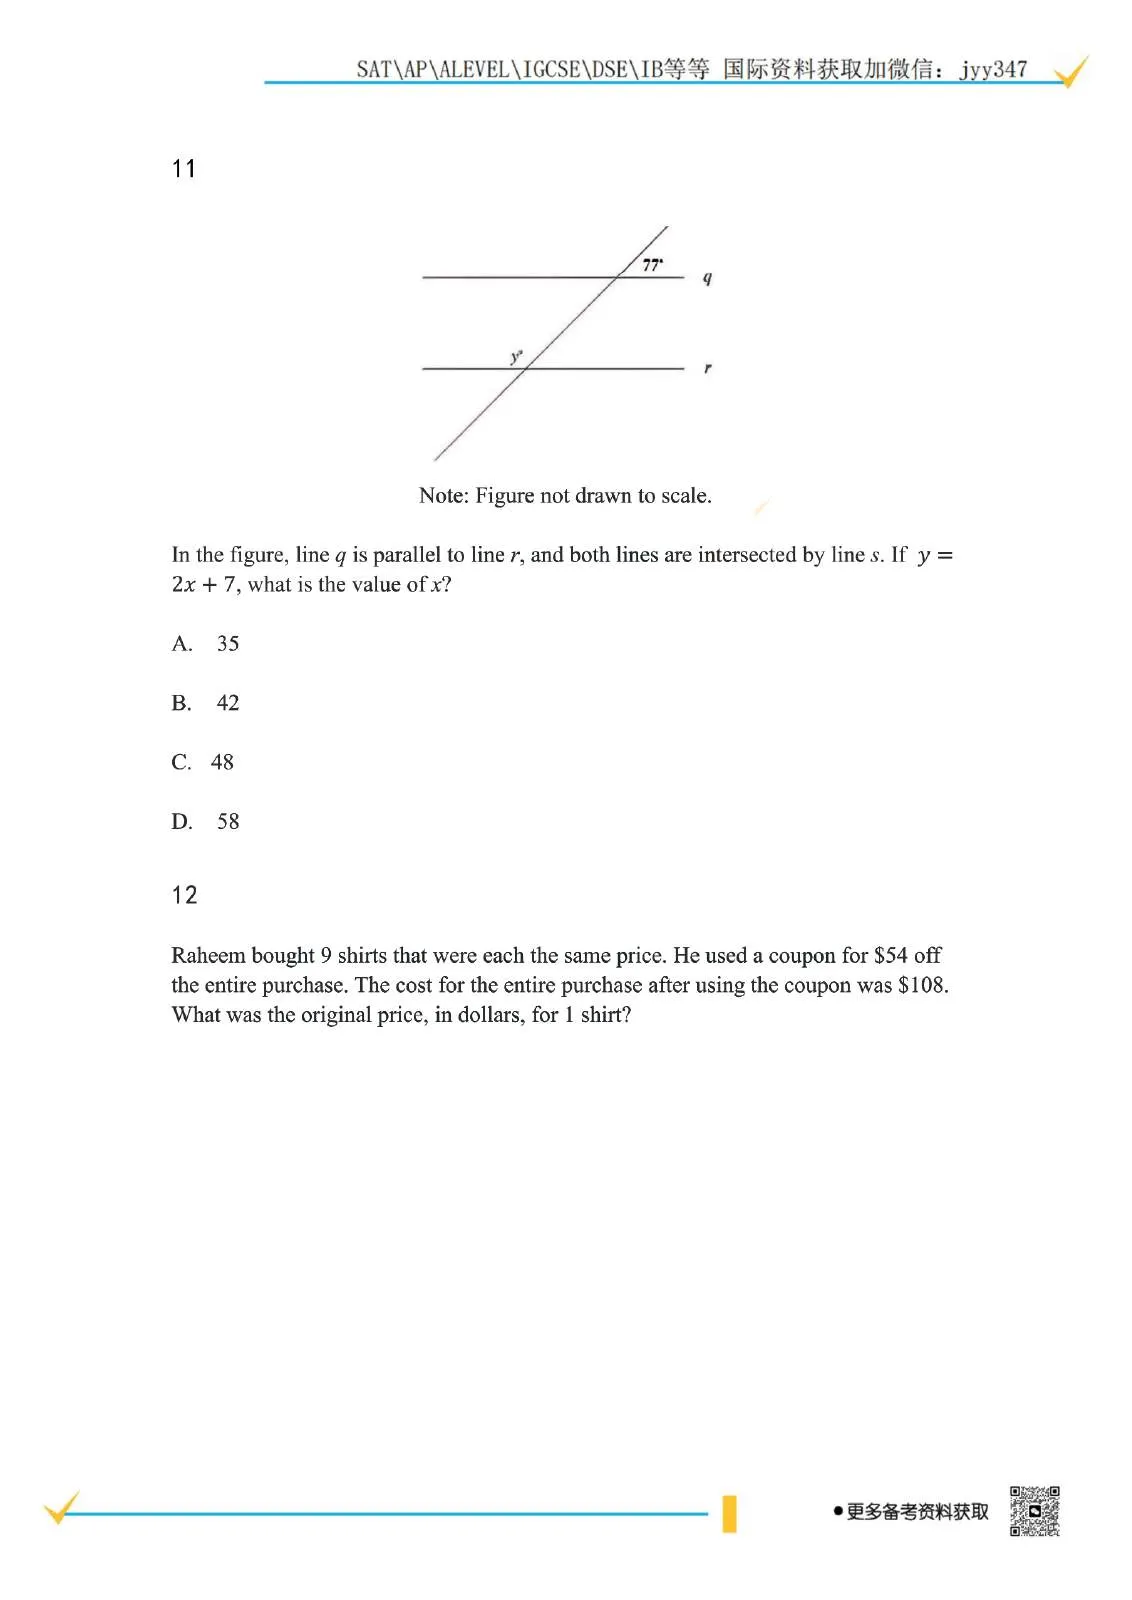 SAT\AP\ALEVEL\IGCSE\DSE\IB等等 国际资料获取加微信：jyy347
11
77°
q
y°
r
Note: Figure not drawn to scale.
In the figure, line q is parallel to line r, and both lines are intersected by line s. If y =
2x + 7, what is the value of x?
A. 35
B. 42
C. 48
D. 58
12
Raheem bought 9 shirts that were each the same price. He used a coupon for $54 off
the entire purchase. The cost for the entire purchase after using the coupon was $108.
What was the original price, in dollars, for 1 shirt?
●更多备考资料获取